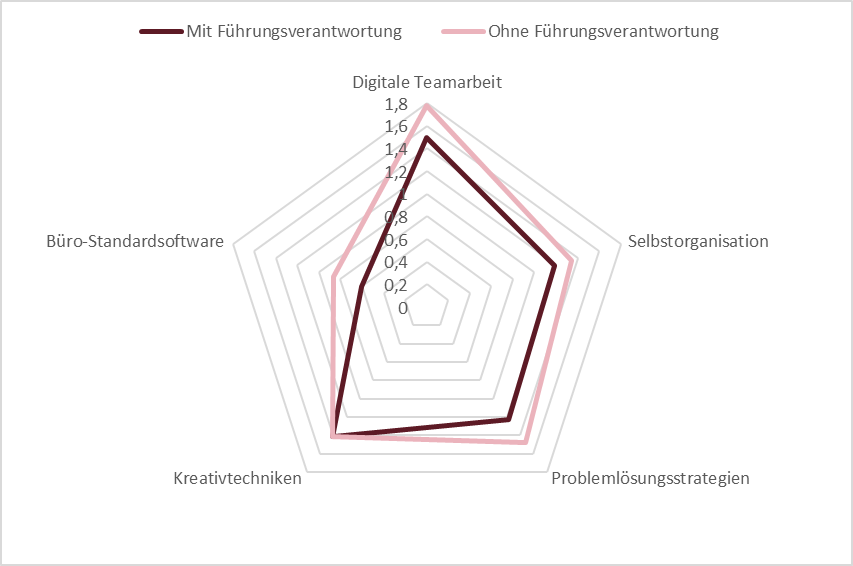 Mit Führungsverantwortung
Ohne Führungsverantwortung
Digitale Teamarbeit
1,8
1,6
1,4
1,2
1
0,8
0,6
0,4
0,2
0
Büro-Standardsoftware
Selbstorganisation
Kreativtechniken
Problemlösungsstrategien